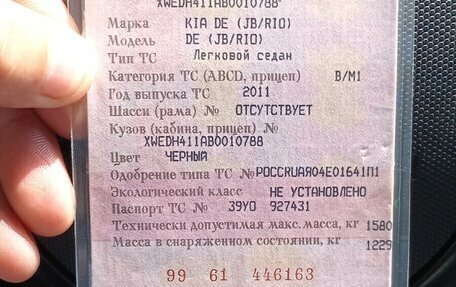 XWEDH411AB0010788
Марка KIA DE (JB/RIO)
Модель DE (JB/RIO)
Тип ТС Легковой седан
Категория ТС (ABCD, прицеп) B/M1
Год выпуска ТС 2011
Шасси (рама) № ОТСУТСТВУЕТ
Кузов (кабина, прицеп) №
XWEDH411AB0010788
Цвет ЧЕРНЫЙ
Одобрение типа ТС №РОССRUАЯ04Е01641П1
Экологический класс НЕ УСТАНОВЛЕНО
Паспорт ТС № 39УО 927431
Технически допустимая макс. масса, кг 1580
Масса в снаряженном состоянии, кг 1229
99 61 446163